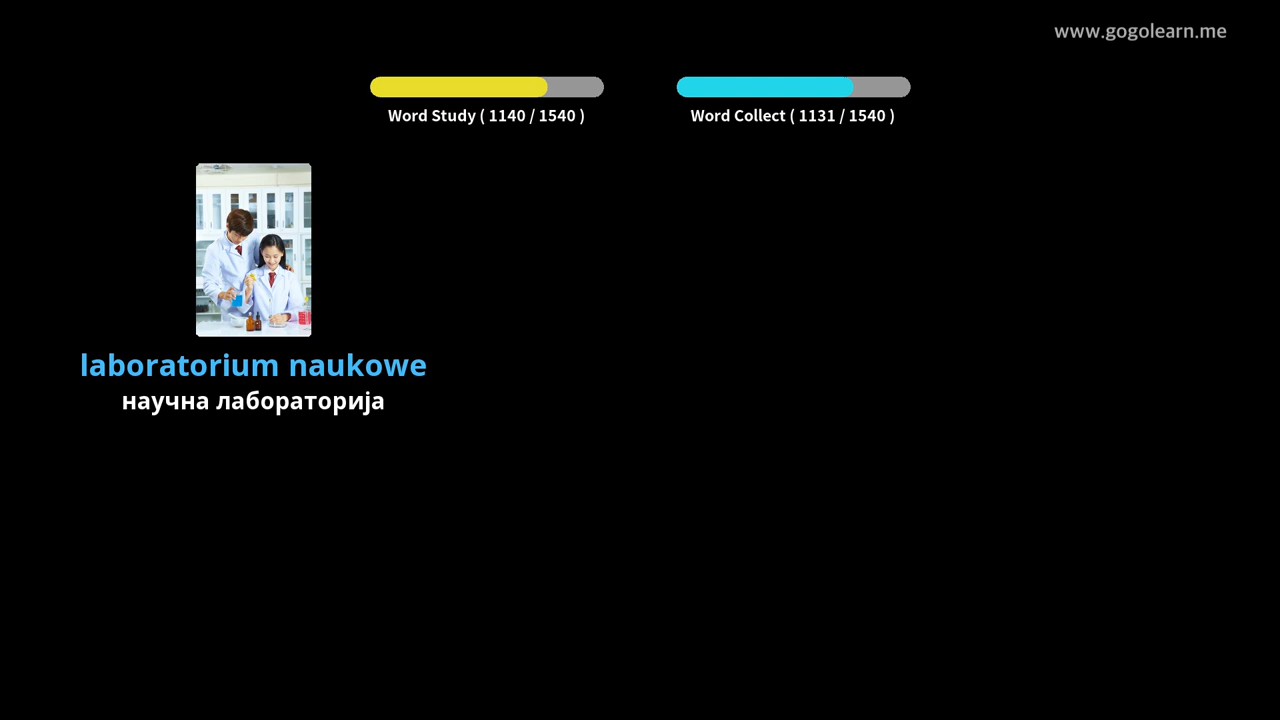 www.gogolearn.me
Word Study ( 1140 / 1540 )
Word Collect ( 1131 / 1540 )
laboratorium naukowe
научна лабораторија